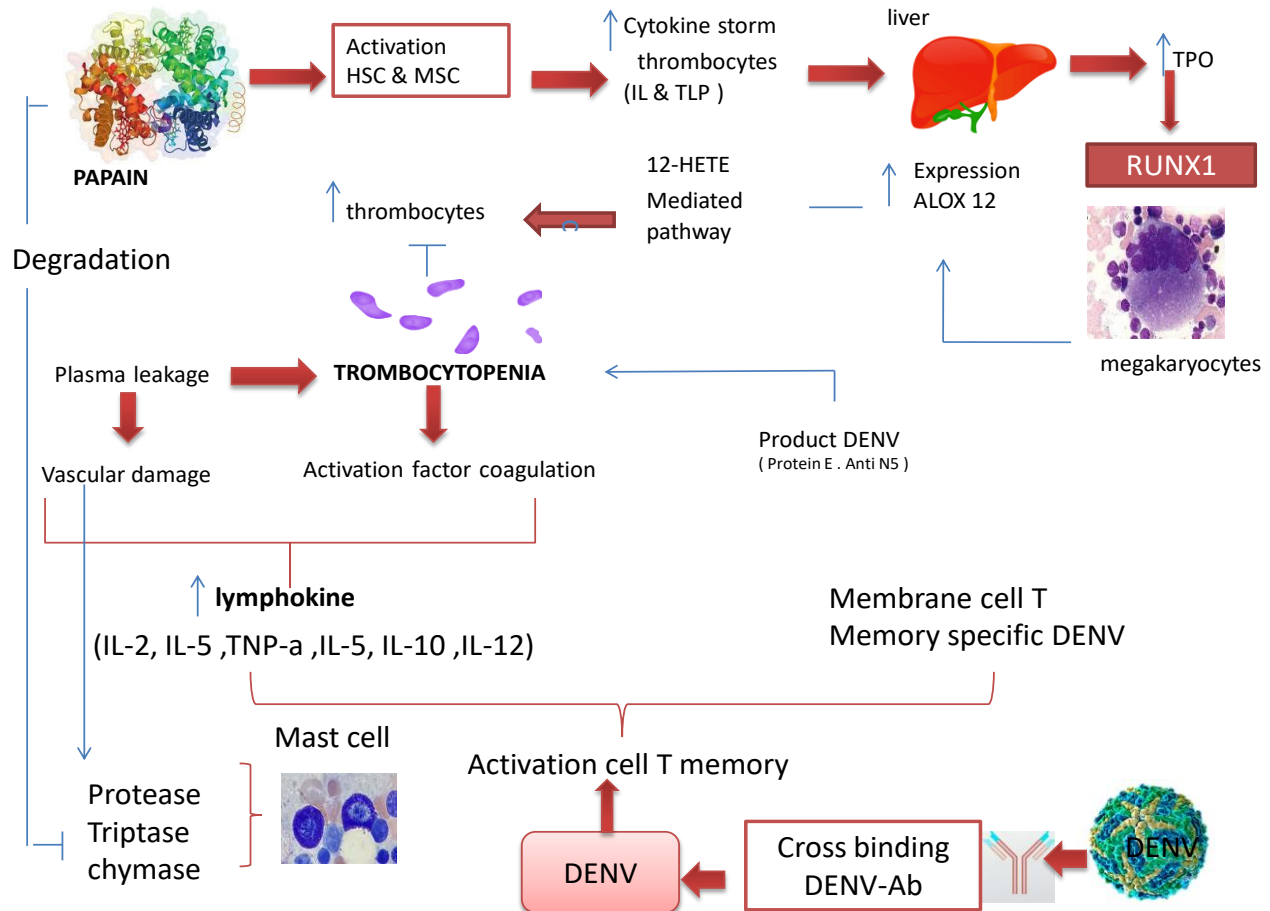 PAPAIN
Activation
HSC & MSC
Cytokine storm
thrombocytes
(IL & TLP )
liver
TPO
RUNX1
megakaryocytes
Expression
ALOX 12
12-HETE
Mediated
pathway
thrombocytes
Degradation
Plasma leakage
TROMBOCYTOPENIA
Vascular damage
Activation factor coagulation
Product DENV
( Protein E . Anti N5 )
lymphokine
(IL-2, IL-5 ,TNP-a ,IL-5, IL-10 ,IL-12)
Membrane cell T
Memory specific DENV
Mast cell
Protease
Triptase
chymase
Activation cell T memory
DENV
Cross binding
DENV-Ab
DENV